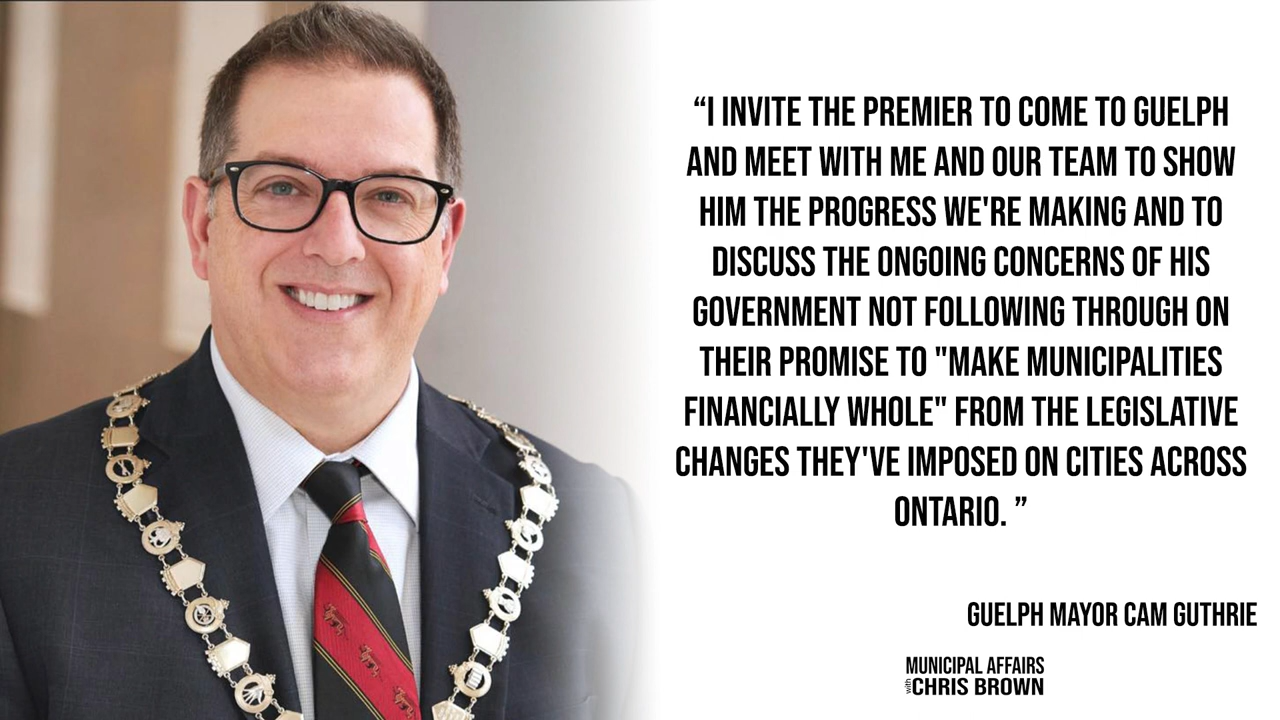 “I INVITE THE PREMIER TO COME TO GUELPH
AND MEET WITH ME AND OUR TEAM TO SHOW
HIM THE PROGRESS WE'RE MAKING AND TO
DISCUSS THE ONGOING CONCERNS OF HIS
GOVERNMENT NOT FOLLOWING THROUGH ON
THEIR PROMISE TO "MAKE MUNICIPALITIES
FINANCIALLY WHOLE" FROM THE LEGISLATIVE
CHANGES THEY'VE IMPOSED ON CITIES ACROSS
ONTARIO. ”
GUELPH MAYOR CAM GUTHRIE
MUNICIPAL AFFAIRS
with CHRIS BROWN